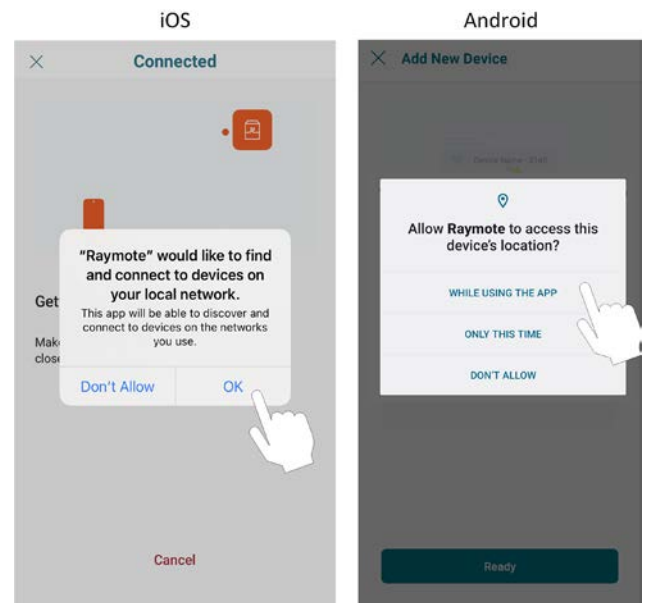 iOS
Connected
"Raymote" would like to find
and connect to devices on
your local network.
This app will be able to discover and
connect to devices on the networks
you use.
Don't Allow
OK
Get
Make
close
Cancel
Android
Add New Device
Device Name
Allow Raymote to access this
device's location?
WHILE USING THE APP
ONLY THIS TIME
DON'T ALLOW
Ready